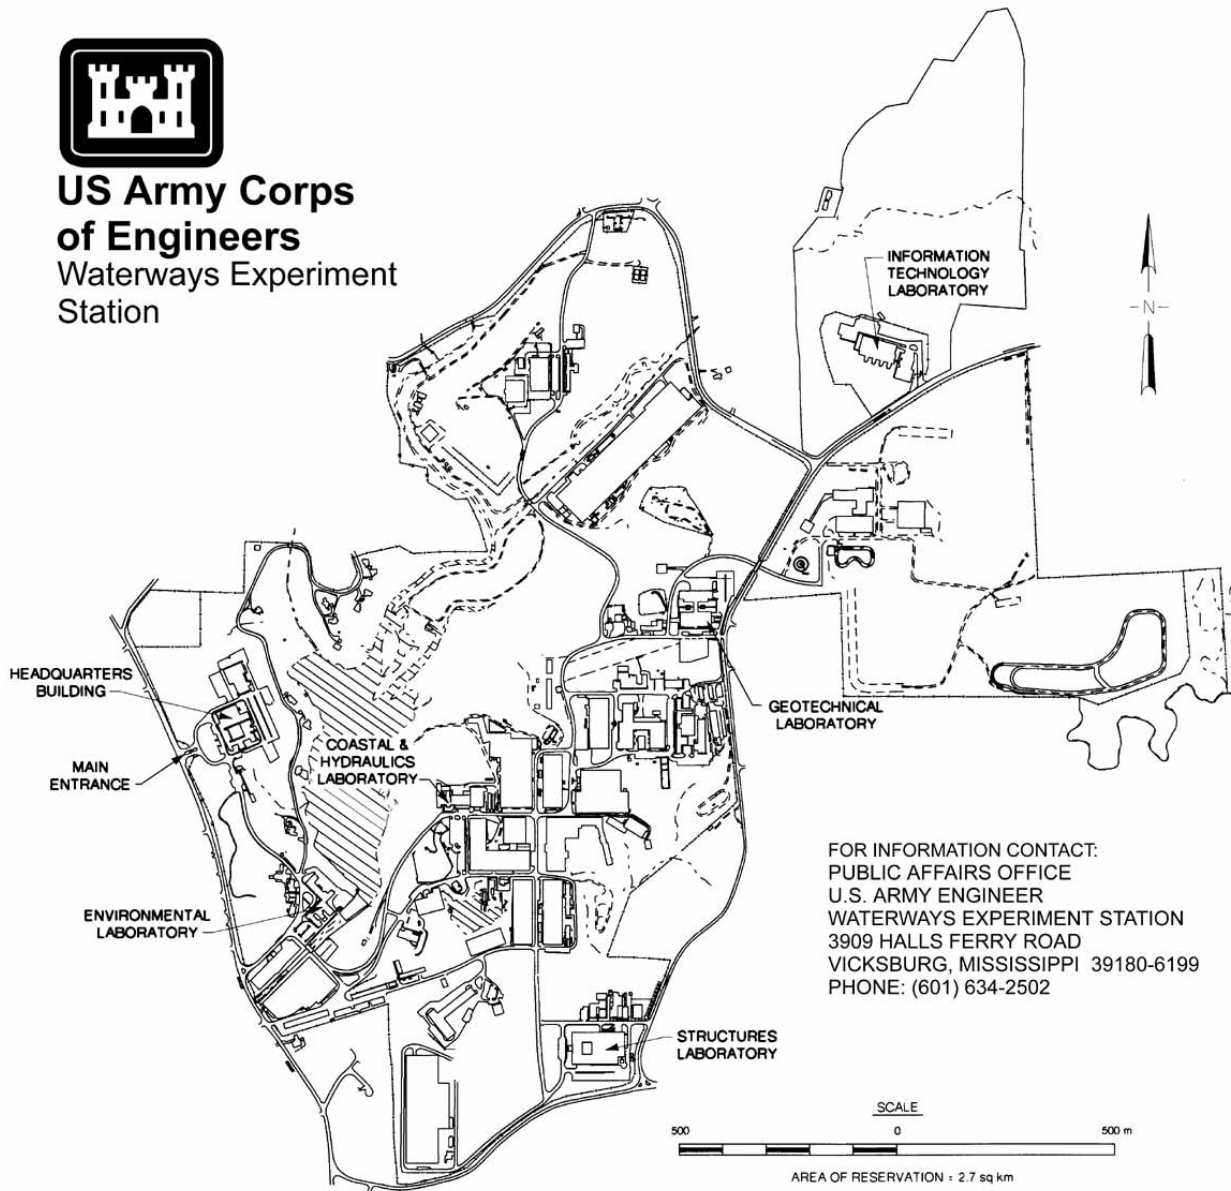 US Army Corps
of Engineers
Waterways Experiment
Station
INFORMATION
TECHNOLOGY
LABORATORY
-N-
HEADQUARTERS
BUILDING
MAIN
ENTRANCE
COASTAL &
HYDRAULICS
LABORATORY
GEOTECHNICAL
LABORATORY
ENVIRONMENTAL
LABORATORY
STRUCTURES
LABORATORY
FOR INFORMATION CONTACT:
PUBLIC AFFAIRS OFFICE
U.S. ARMY ENGINEER
WATERWAYS EXPERIMENT STATION
3909 HALLS FERRY ROAD
VICKSBURG, MISSISSIPPI 39180-6199
PHONE: (601) 634-2502
SCALE
500 0 500 m
AREA OF RESERVATION = 2.7 sq km